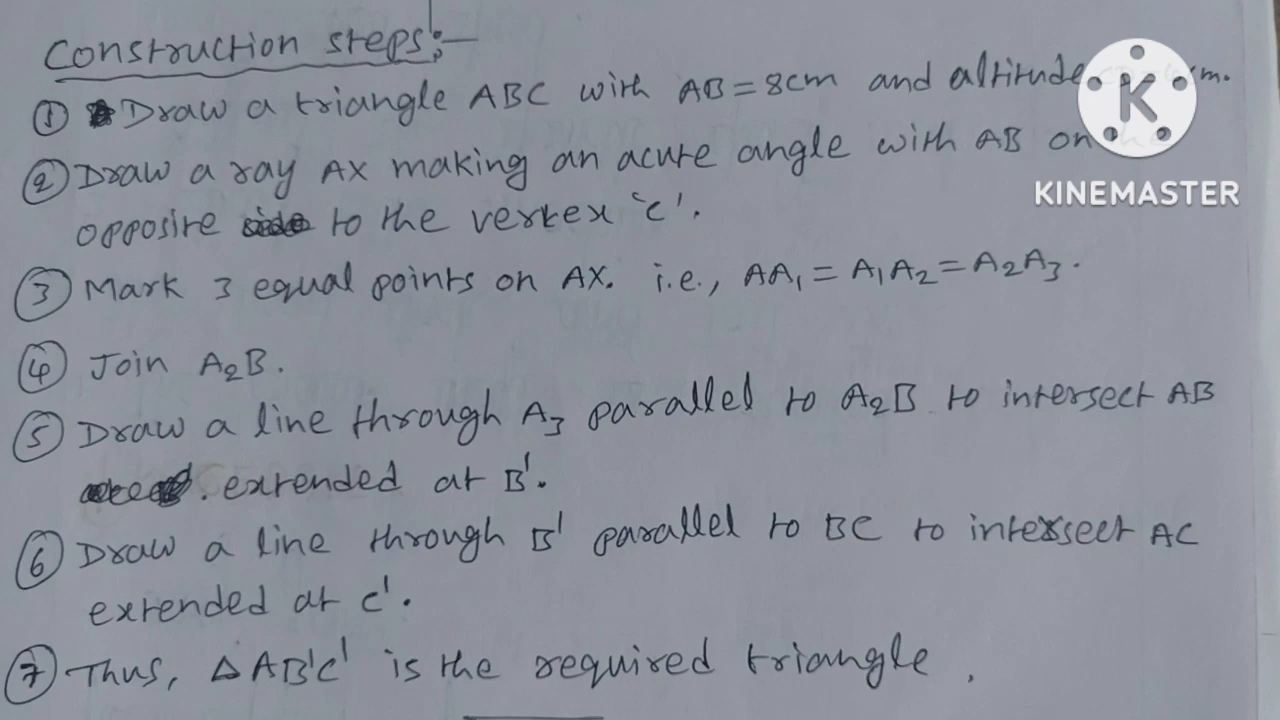 Construction steps:-
① Draw a triangle ABC with AB = 8cm and altitude
② Draw a ray AX making an acute angle with AB on
opposite to the vertex 'c'.
③ Mark 3 equal points on AX. i.e., AA₁ = A₁A₂ = A₂A₃.
④ Join A₂B.
⑤ Draw a line through A₃ parallel to A₂B to intersect AB
. extended at B'.
⑥ Draw a line through B' parallel to BC to intersect AC
extended at c'.
⑦ Thus, △ AB'C' is the required triangle.
K
KINEMASTER